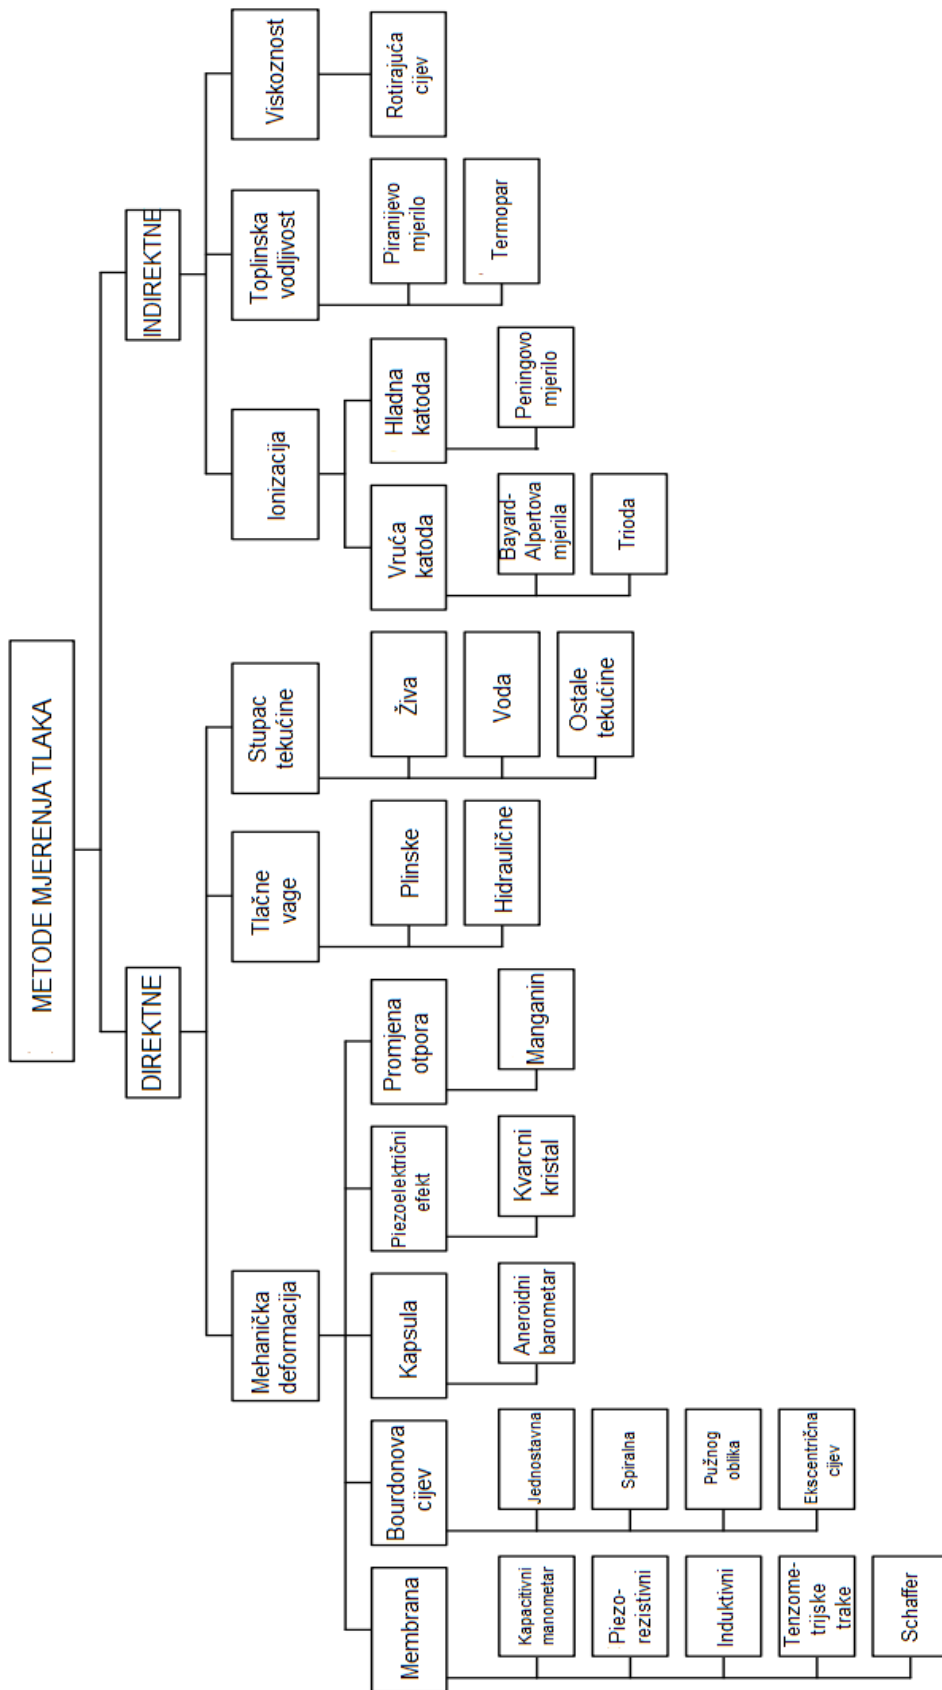 METODE MJERENJA TLAKA
DIREKTNE
INDIREKTNE
Mehanička
deformacija
Tlačne
vage
Stupac
tekućine
Ionizacija
Toplinska
vodljivost
Viskoznost
Membrana
Bourdonova
cijev
Kapsula
Piezoelektrični
efekt
Promjena
otpora
Plinske
Hidraulične
Živa
Voda
Ostale
tekućine
Vruća
katoda
Hladna
katoda
Piranijevo
mjerilo
Termopar
Rotirajuća
cijev
Kapacitivni
manometar
Piezo-
rezistivni
Induktivni
Tenzome-
trijske
trake
Schaffer
Jednostavna
Spiralna
Pužnog
oblika
Ekscentrična
cijev
Aneroidni
barometar
Kvarcni
kristal
Manganin
Bayard-
Alpertova
mjerila
Trioda
Peningovo
mjerilo